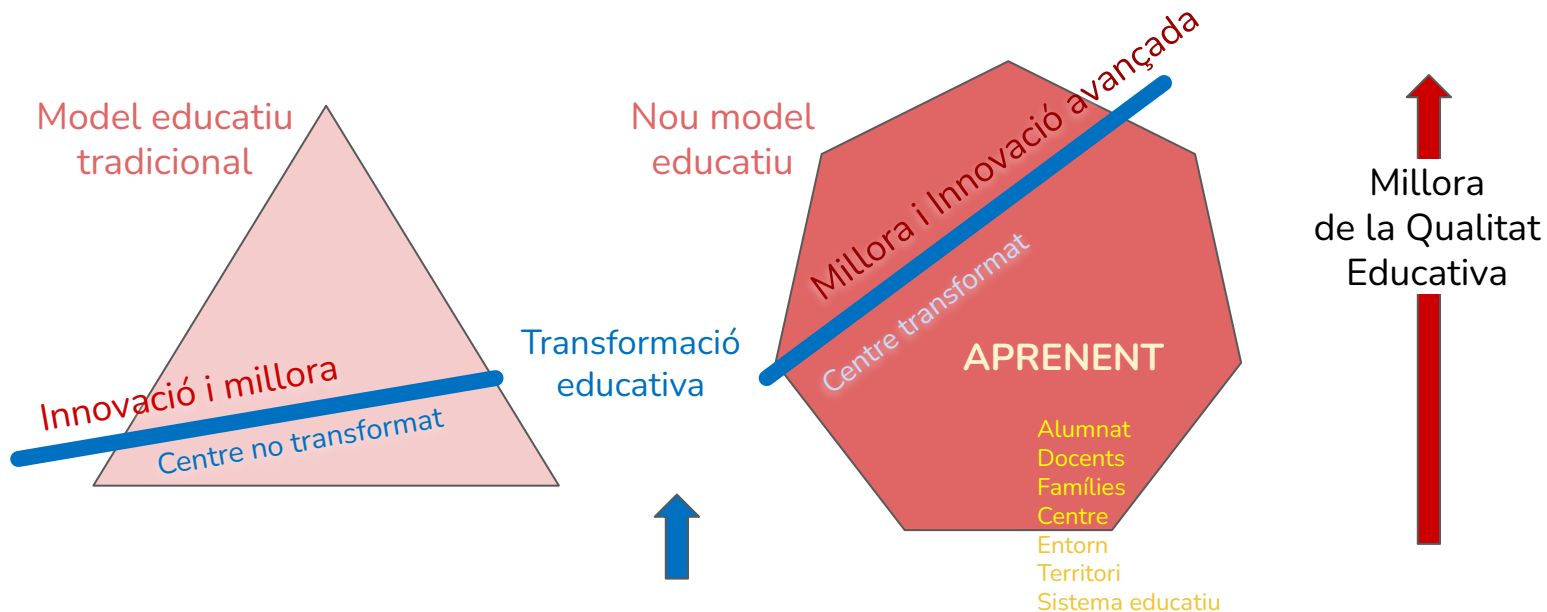 Model educatiu
tradicional
Innovació i millora
Centre no transformat
Transformació
educativa
Nou model
educatiu
Millora i Innovació avançada
Centre transformat
APRENENT
Alumnat
Docents
Famílies
Centre
Entorn
Territori
Sistema educatiu
Millora
de la Qualitat
Educativa